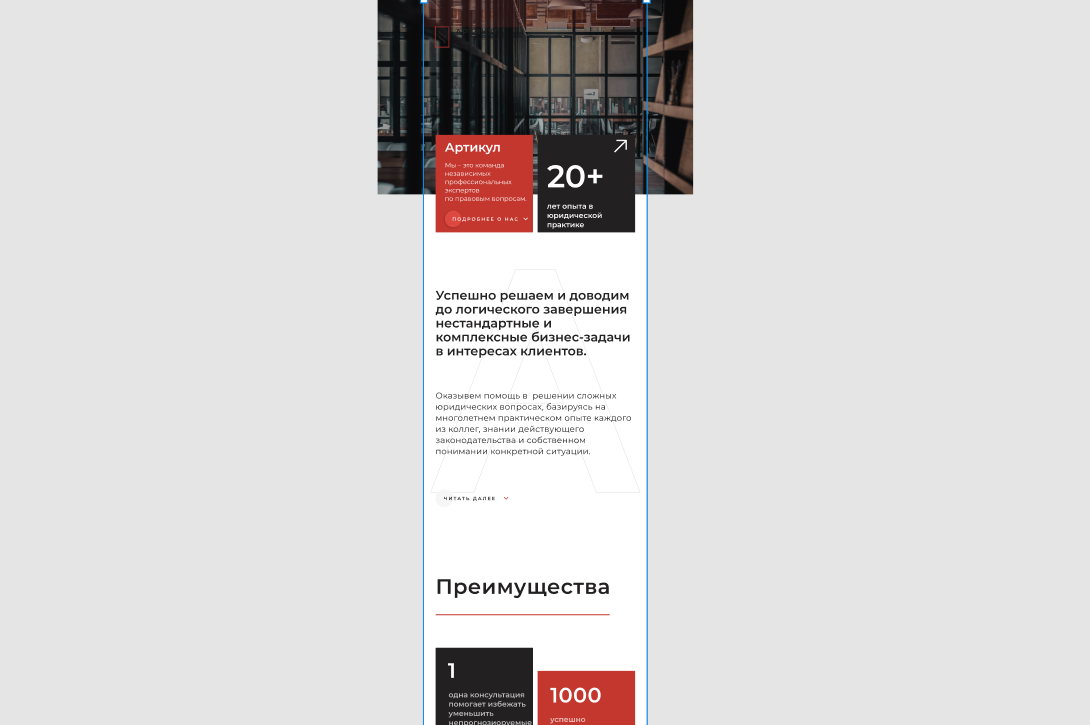 Артикул
Мы – это команда
независимых
профессиональных
экспертов
по правовым вопросам.
ПОДРОБНЕЕ О НАС
20+
лет опыта в
юридической
практике
Успешно решаем и доводим
до логического завершения
нестандартные и
комплексные бизнес-задачи
в интересах клиентов.
Оказывем помощь в решении сложных
юридических вопросах, базируясь на
многолетнем практическом опыте каждого
из коллег, знании действующего
законодательства и собственном
понимании конкретной ситуации.
ЧИТАТЬ ДАЛЕЕ
Преимущества
1
одна консультация
помогает избежать
уменьшить
непрогнозируемые
1000
успешно